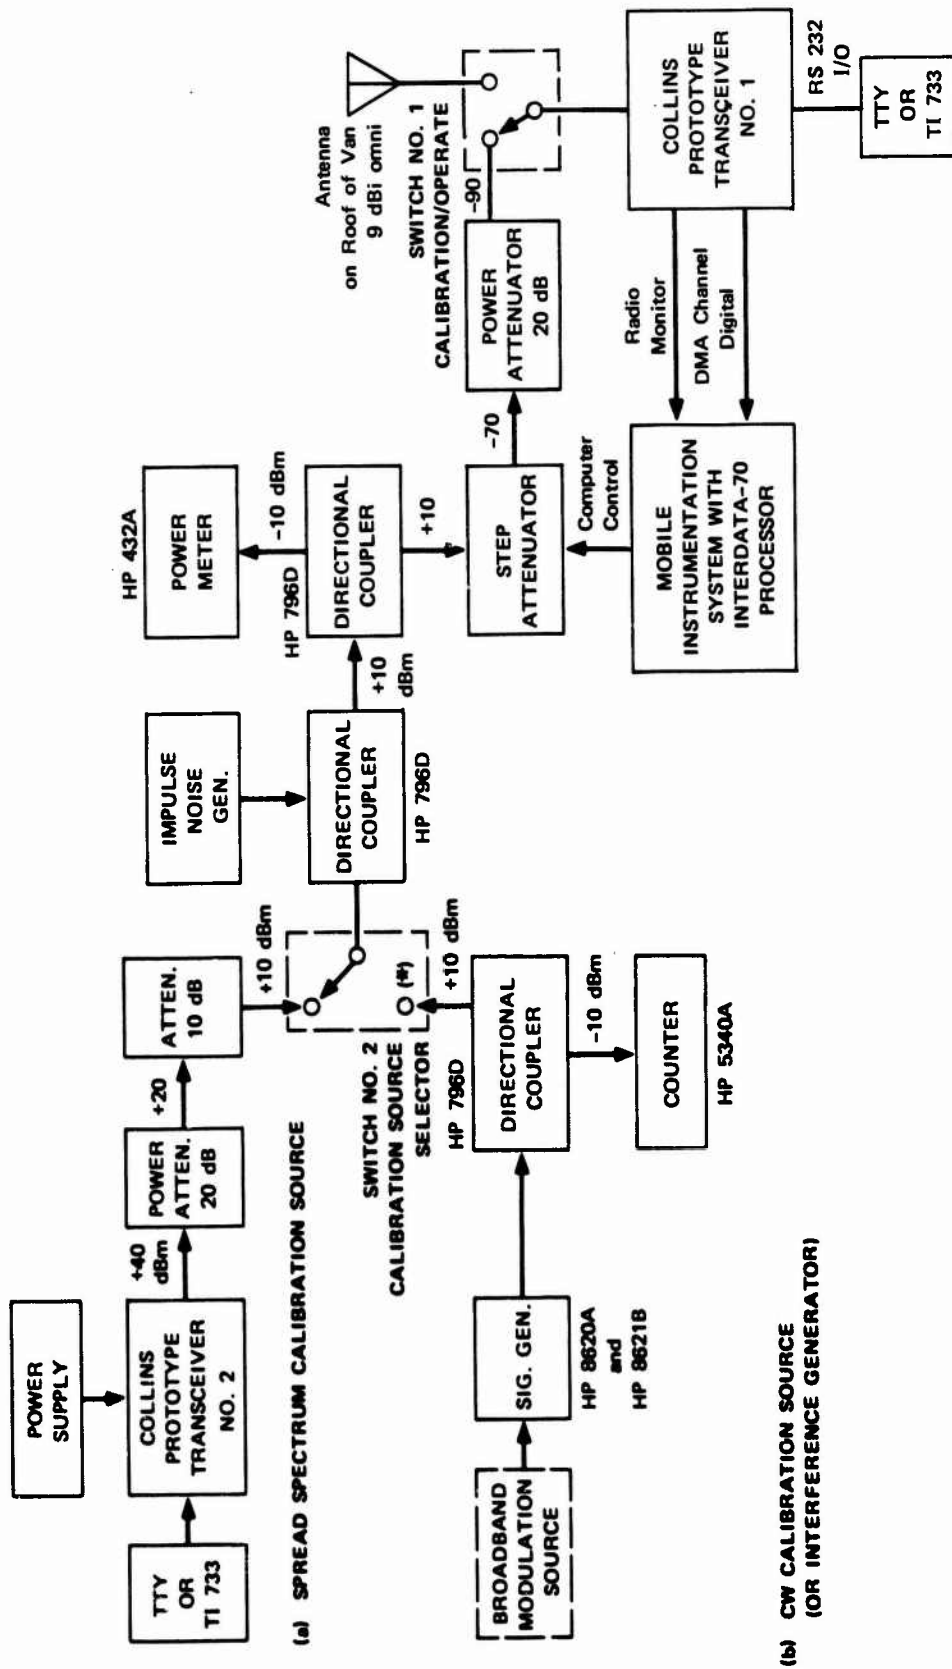 POWER
SUPPLY
TTY
OR
TI 733
COLLINS
PROTOTYPE
TRANSCEIVER
NO. 2
+40
dBm
POWER
ATTEN.
20 dB
+20
ATTEN.
10 dB
+10 dBm
(a) SPREAD SPECTRUM CALIBRATION SOURCE
SWITCH NO. 2
CALIBRATION SOURCE
SELECTOR
(*)
+10 dBm
BROADBAND
MODULATION
SOURCE
SIG. GEN.
HP 8620A
and
HP 8621B
HP 796D
DIRECTIONAL
COUPLER
-10 dBm
COUNTER
HP 5340A
(b) CW CALIBRATION SOURCE
(OR INTERFERENCE GENERATOR)
IMPULSE
NOISE
GEN.
DIRECTIONAL
COUPLER
HP 796D
+10
dBm
HP 432A
POWER
METER
-10 dBm
HP 796D
DIRECTIONAL
COUPLER
+10
STEP
ATTENUATOR
-70
POWER
ATTENUATOR
20 dB
-90
Antenna
on Roof of Van
9 dBi omni
SWITCH NO. 1
CALIBRATION/OPERATE
Computer
Control
MOBILE
INSTRUMENTATION
SYSTEM WITH
INTERDATA-70
PROCESSOR
Radio
Monitor
DMA Channel
Digital
COLLINS
PROTOTYPE
TRANSCEIVER
NO. 1
RS 232
I/O
TTY
OR
TI 733